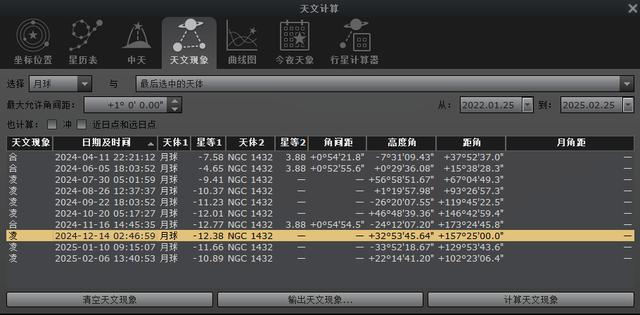 天文计算
坐标位置 星历表 中天 天文现象 曲线图 今夜天象 行星计算器
选择 月球 与 最后选中的天体
最大允许角间距: +1° 0' 0.00" 从: 2022.01.25 到: 2025.02.25
也计算: 冲 近日点和远日点
天文现象 日期及时间 天体1 星等1 天体2 星等2 角间距 高度角 距角 月角距
合 2024-04-11 22:21:12 月球 -7.58 NGC 1432 3.88 +0°54'21.8" -7°31'09.43" +37°52'37.0" —
合 2024-06-05 18:03:52 月球 -4.65 NGC 1432 3.88 +0°52'55.6" +0°29'36.08" +15°38'28.3" —
凌 2024-07-30 05:01:59 月球 -9.41 NGC 1432 — — +56°58'51.67" +67°04'49.3" —
凌 2024-08-26 12:37:37 月球 -10.37 NGC 1432 — — +1°19'57.98" +93°26'57.3" —
凌 2024-09-22 18:03:52 月球 -11.23 NGC 1432 — — -26°20'07.55" +119°45'22.5" —
凌 2024-10-20 05:17:27 月球 -12.01 NGC 1432 — — +46°48'39.36" +146°42'59.4" —
合 2024-11-16 14:45:35 月球 -12.77 NGC 1432 3.88 +0°54'54.5" -24°12'07.20" +173°24'45.8" —
凌 2024-12-14 02:46:59 月球 -12.38 NGC 1432 — — +32°53'45.64" +157°25'00.0" —
凌 2025-01-10 09:15:07 月球 -11.66 NGC 1432 — — -33°52'18.67" +129°53'43.6" —
凌 2025-02-06 13:40:53 月球 -10.89 NGC 1432 — — +22°14'41.20" +102°23'06.4" —
清空天文现象 输出天文现象... 计算天文现象